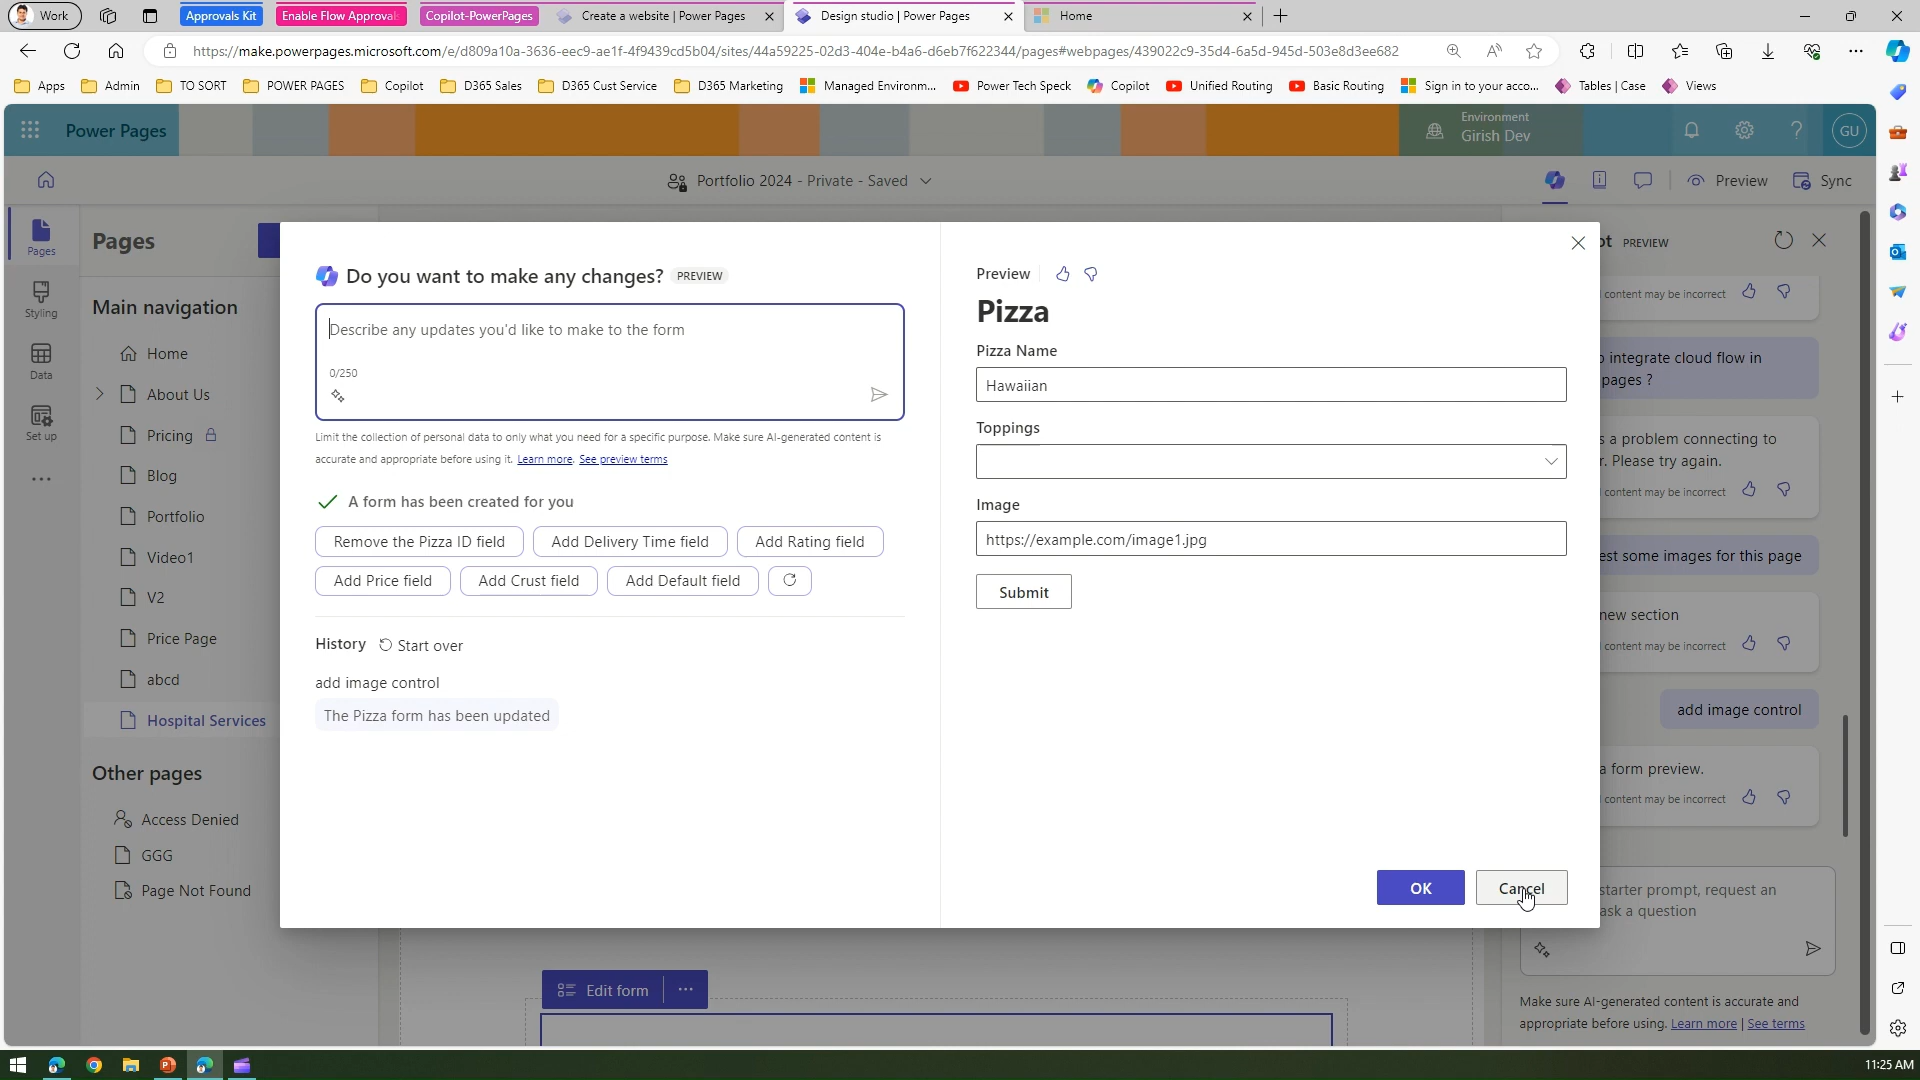 Work
Approvals Kit
Enable Flow Approvals
Copilot-PowerPages
Create a website | Power Pages
Design studio | Power Pages
Home
https://make.powerpages.microsoft.com/e/d809a10a-3636-eec9-ae1f-4f9439cd5b04/sites/44a59225-02d3-404e-b4a6-d6eb7f622344/pages#webpages/439022c9-35d4-6a5d-945d-503e8d3ee682
Apps
Admin
TO SORT
POWER PAGES
Copilot
D365 Sales
D365 Cust Service
D365 Marketing
Managed Environm...
Power Tech Speck
Copilot
Unified Routing
Basic Routing
Sign in to your acco...
Tables | Case
Views
Power Pages
Environment
Girish Dev
GU
Portfolio 2024 - Private - Saved
Preview
Sync
Pages
Styling
Data
Set up
Pages
Main navigation
Home
About Us
Pricing
Blog
Portfolio
Video1
V2
Price Page
abcd
Hospital Services
Other pages
Access Denied
GGG
Page Not Found
Do you want to make any changes? PREVIEW
Describe any updates you'd like to make to the form
0/250
Limit the collection of personal data to only what you need for a specific purpose. Make sure AI-generated content is
accurate and appropriate before using it. Learn more. See preview terms
A form has been created for you
Remove the Pizza ID field
Add Delivery Time field
Add Rating field
Add Price field
Add Crust field
Add Default field
History
Start over
add image control
The Pizza form has been updated
Preview
Pizza
Pizza Name
Hawaiian
Toppings
Image
https://example.com/image1.jpg
Submit
OK
Cancel
Edit form
ot PREVIEW
content may be incorrect
integrate cloud flow in
pages ?
s a problem connecting to
r. Please try again.
content may be incorrect
est some images for this page
new section
content may be incorrect
add image control
a form preview.
content may be incorrect
starter prompt, request an
ask a question
Make sure AI-generated content is accurate and
appropriate before using. Learn more | See terms
11:25 AM